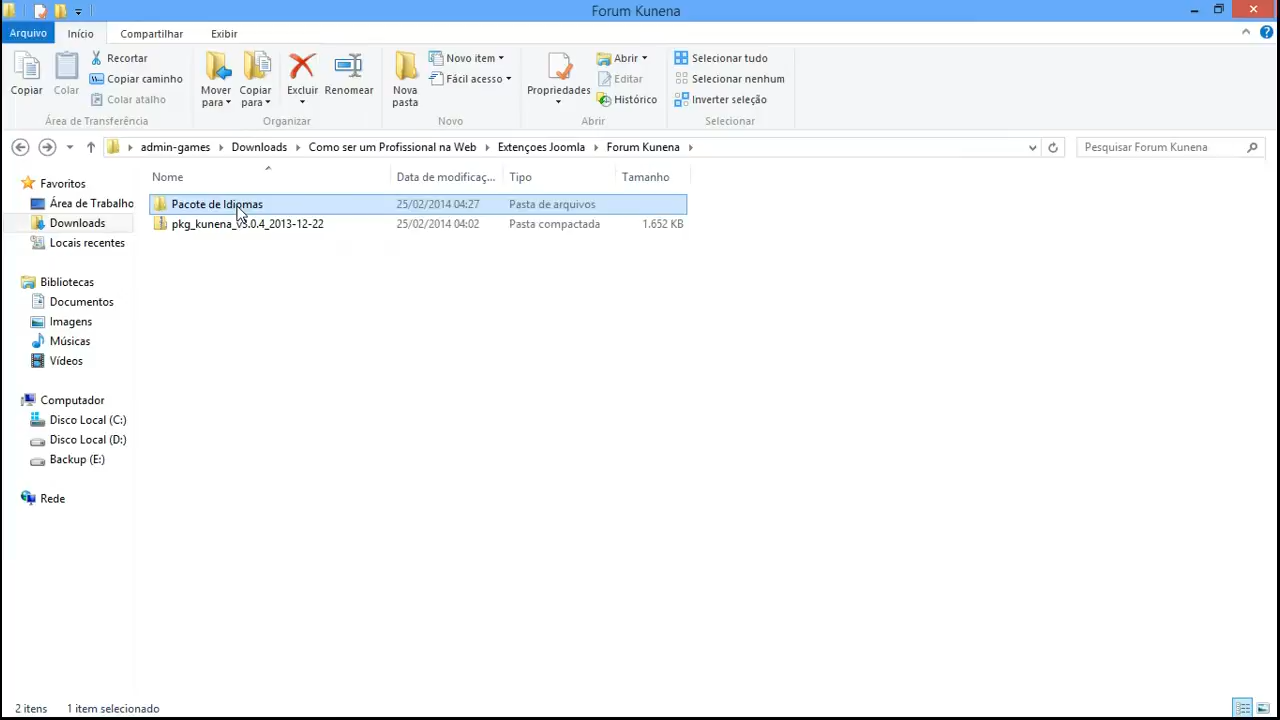 Forum Kunena
Arquivo Início Compartilhar Exibir
Copiar
Colar
Recortar
Copiar caminho
Colar atalho
Área de Transferência
Mover para
Copiar para
Excluir
Renomear
Organizar
Nova pasta
Novo item
Fácil acesso
Novo
Propriedades
Abrir
Editar
Histórico
Abrir
Selecionar tudo
Selecionar nenhum
Inverter seleção
Selecionar
admin-games Downloads Como ser um Profissional na Web Extençoes Joomla Forum Kunena
Pesquisar Forum Kunena
Favoritos
Área de Trabalho
Downloads
Locais recentes
Bibliotecas
Documentos
Imagens
Músicas
Vídeos
Computador
Disco Local (C:)
Disco Local (D:)
Backup (E:)
Rede
Nome Data de modificaç... Tipo Tamanho
Pacote de Idiomas 25/02/2014 04:27 Pasta de arquivos
pkg_kunena_v3.0.4_2013-12-22 25/02/2014 04:02 Pasta compactada 1.652 KB
2 itens 1 item selecionado